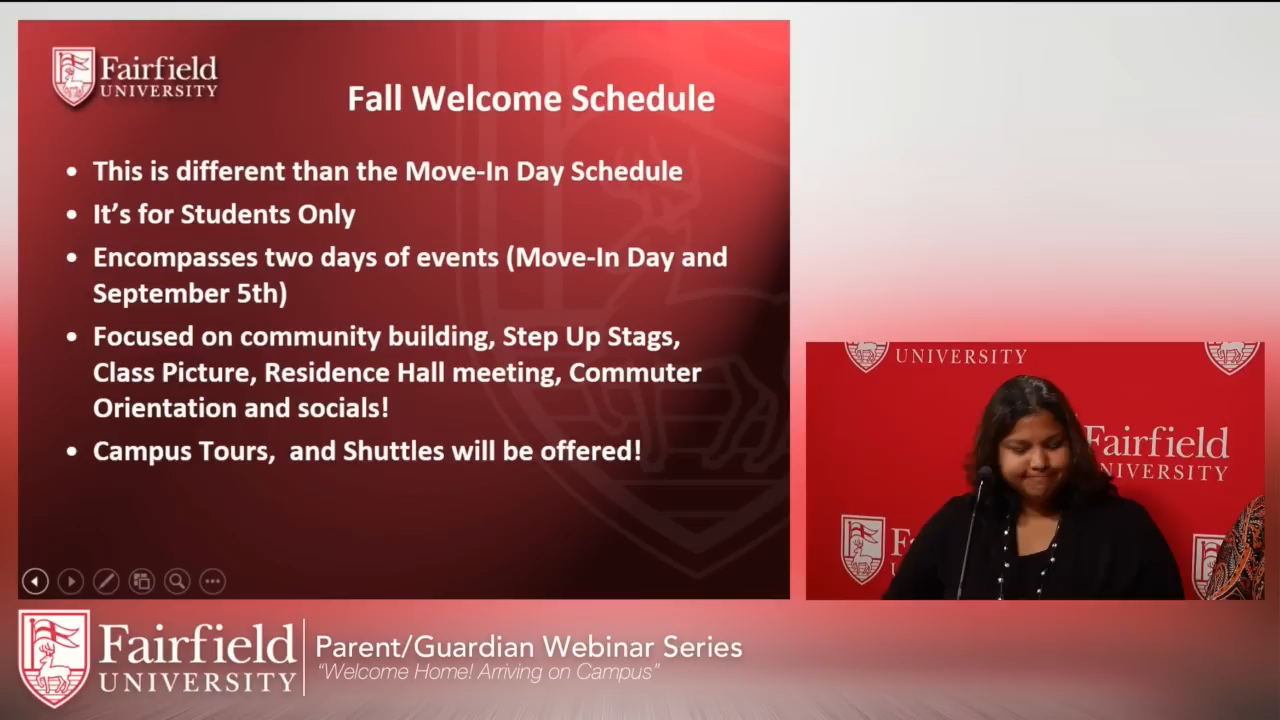 Fairfield
UNIVERSITY
Fall Welcome Schedule
• This is different than the Move-In Day Schedule
• It's for Students Only
• Encompasses two days of events (Move-In Day and
September 5th)
• Focused on community building, Step Up Stags,
Class Picture, Residence Hall meeting, Commuter
Orientation and socials!
• Campus Tours,  and Shuttles will be offered!
UNIVERSITY
Fairfield
UNIVERSITY
Fairfield
UNIVERSITY
Parent/Guardian Webinar Series
“Welcome Home! Arriving on Campus”